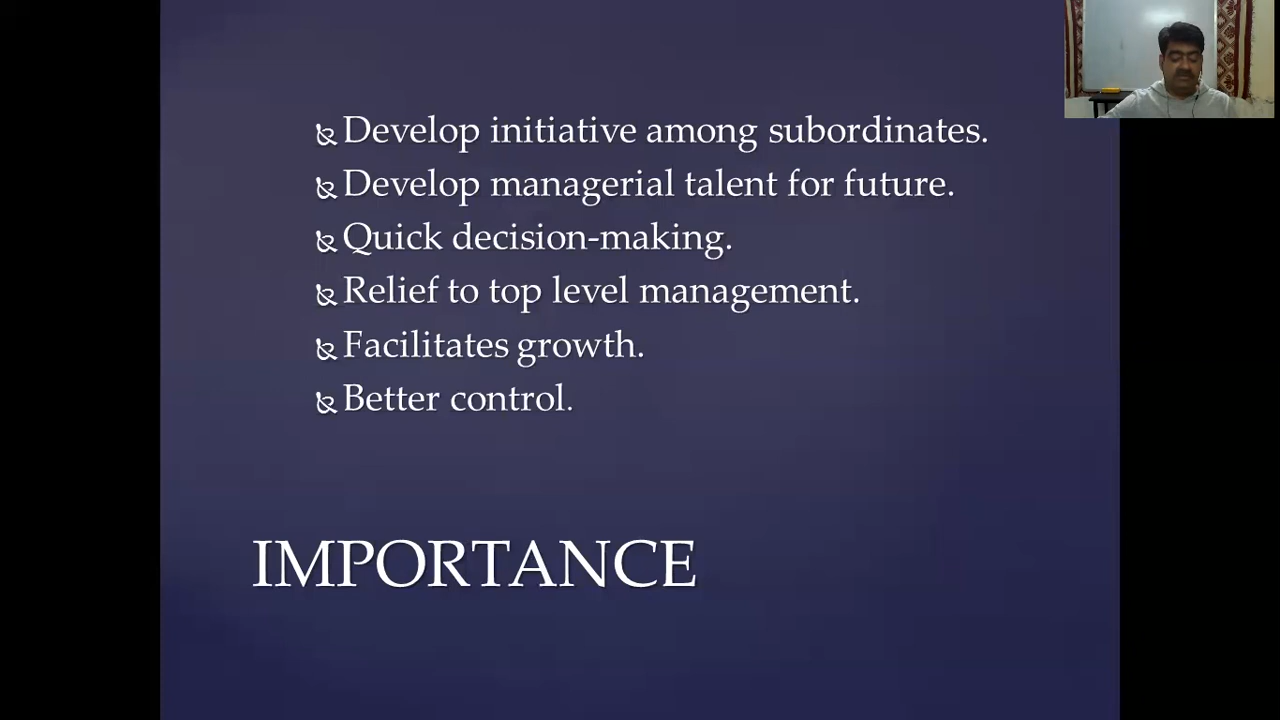 Develop initiative among subordinates.
Develop managerial talent for future.
Quick decision-making.
Relief to top level management.
Facilitates growth.
Better control.
IMPORTANCE